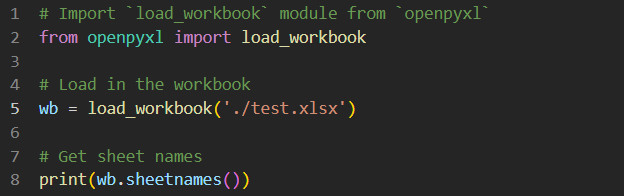 1 # Import `load_workbook` module from `openpyxl`
2 from openpyxl import load_workbook
3
4 # Load in the workbook
5 wb = load_workbook('./test.xlsx')
6
7 # Get sheet names
8 print(wb.sheetnames())